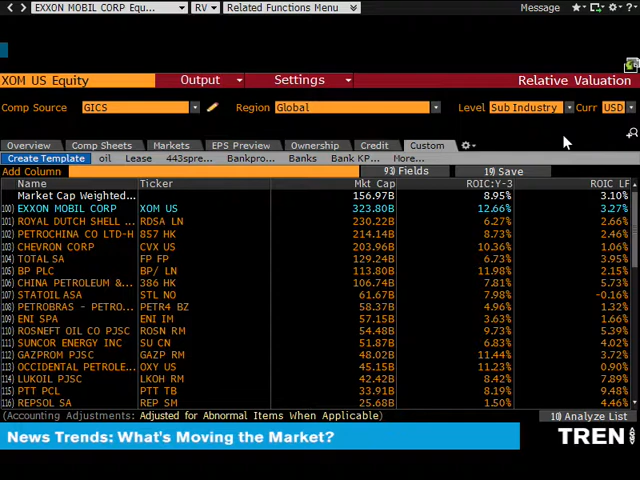 EXXON MOBIL CORP Equ... RV Related Functions Menu Message
XOM US Equity Output Settings Relative Valuation
Comp Source GICS Region Global Level Sub Industry Curr USD
Overview Comp Sheets Markets EPS Preview Ownership Credit Custom
Create Template oil Lease 443spre... Bankpro... Banks Bank KP... More...
Add Column 93) Fields 19) Save
Name Ticker Mkt Cap ROIC:Y-3 ROIC LF
Market Cap Weighted... 156.97B 8.95% 3.10%
100) EXXON MOBIL CORP XOM US 323.80B 12.66% 3.27%
101) ROYAL DUTCH SHELL ... RDSA LN 230.22B 6.27% 2.66%
102) PETROCHINA CO LTD-H 857 HK 214.14B 8.73% 2.46%
103) CHEVRON CORP CVX US 203.96B 10.36% 1.06%
104) TOTAL SA FP FP 129.24B 6.73% 3.95%
105) BP PLC BP/ LN 113.80B 11.98% 2.15%
106) CHINA PETROLEUM &... 386 HK 106.74B 7.81% 5.73%
107) STATOIL ASA STL NO 61.67B 7.98% -0.16%
108) PETROBRAS - PETRO... PETR4 BZ 58.37B 4.96% 1.32%
109) ENI SPA ENI IM 57.17B 3.63% 1.66%
110) ROSNEFT OIL CO PJSC ROSN RM 54.48B 9.73% 5.39%
111) SUNCOR ENERGY INC SU CN 51.87B 6.83% 4.02%
112) GAZPROM PJSC GAZP RM 48.02B 11.44% 3.72%
113) OCCIDENTAL PETROLE... OXY US 45.15B 11.23% 0.90%
114) LUKOIL PJSC LKOH RM 42.42B 8.42% 7.89%
115) PTT PCL PTT TB 33.91B 8.19% 9.48%
116) REPSOL SA REP SM 25.68B 1.50% 4.46%
(Accounting Adjustments: Adjusted for Abnormal Items When Applicable) 10) Analyze List
News Trends: What's Moving the Market? TREN